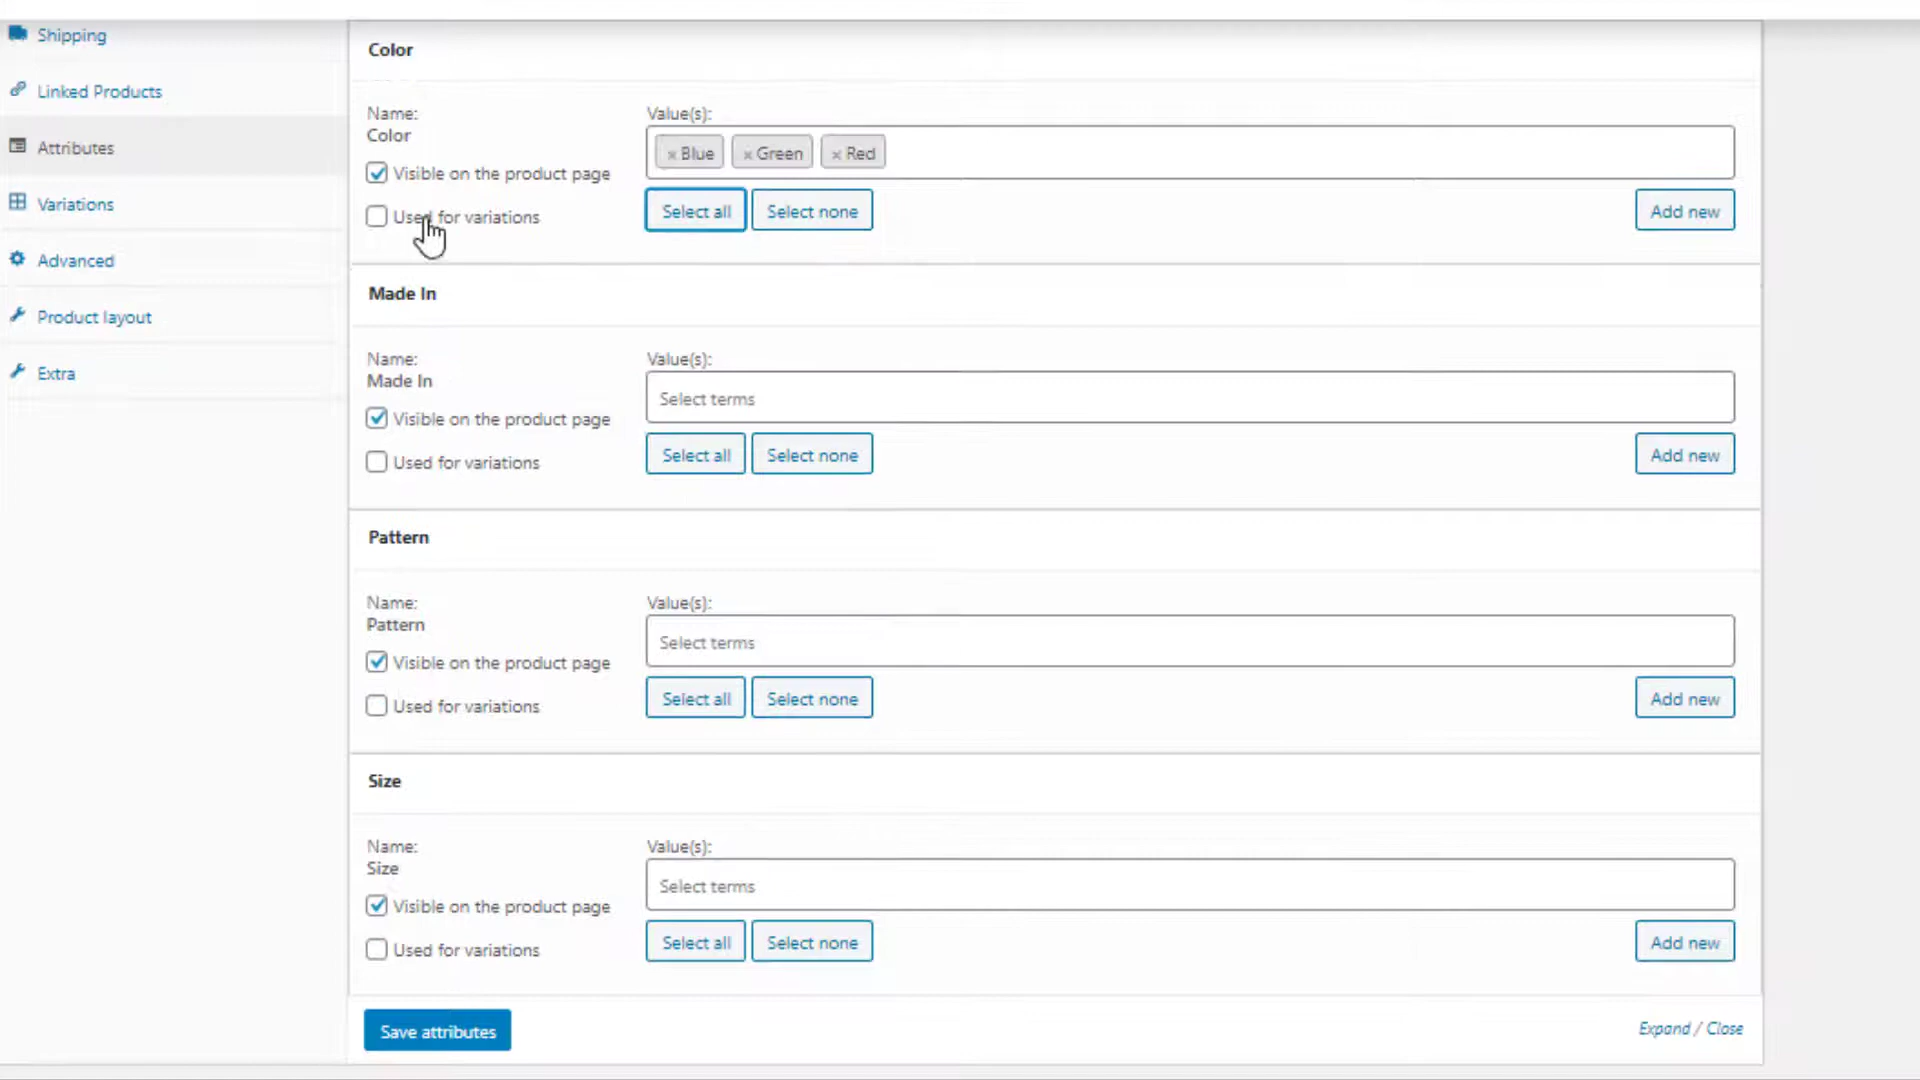 Shipping
Linked Products
Attributes
Variations
Advanced
Product layout
Extra
Color
Name:
Color
Visible on the product page
Used for variations
Value(s):
× Blue × Green × Red
Select all Select none Add new
Made In
Name:
Made In
Visible on the product page
Used for variations
Value(s):
Select terms
Select all Select none Add new
Pattern
Name:
Pattern
Visible on the product page
Used for variations
Value(s):
Select terms
Select all Select none Add new
Size
Name:
Size
Visible on the product page
Used for variations
Value(s):
Select terms
Select all Select none Add new
Save attributes Expand / Close